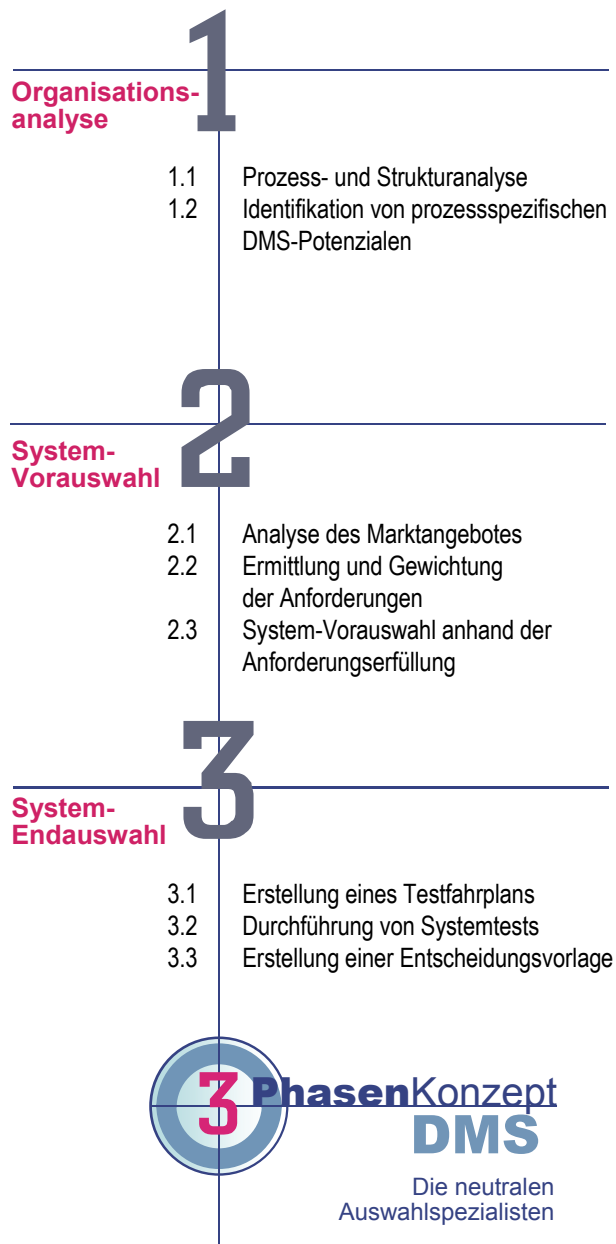 1
Organisations-
analyse
1.1 Prozess- und Strukturanalyse
1.2 Identifikation von prozessspezifischen
DMS-Potenzialen
2
System-
Vorauswahl
2.1 Analyse des Marktangebotes
2.2 Ermittlung und Gewichtung
der Anforderungen
2.3 System-Vorauswahl anhand der
Anforderungserfüllung
3
System-
Endauswahl
3.1 Erstellung eines Testfahrplans
3.2 Durchführung von Systemtests
3.3 Erstellung einer Entscheidungsvorlage
3 PhasenKonzept
DMS
Die neutralen
Auswahlspezialisten